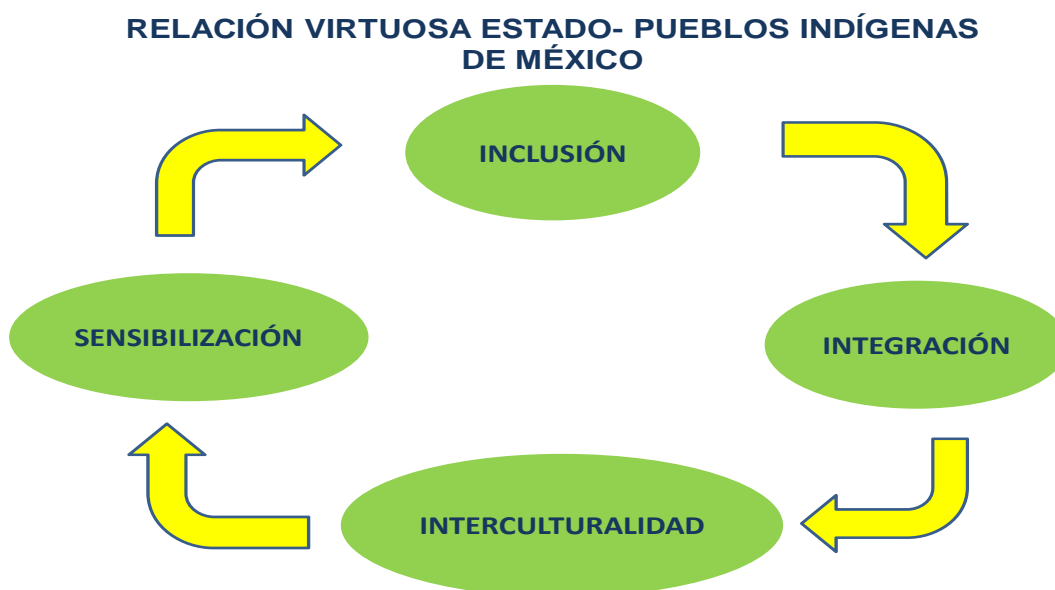 RELACIÓN VIRTUOSA ESTADO- PUEBLOS INDÍGENAS
DE MÉXICO
INCLUSIÓN
SENSIBILIZACIÓN
INTEGRACIÓN
INTERCULTURALIDAD